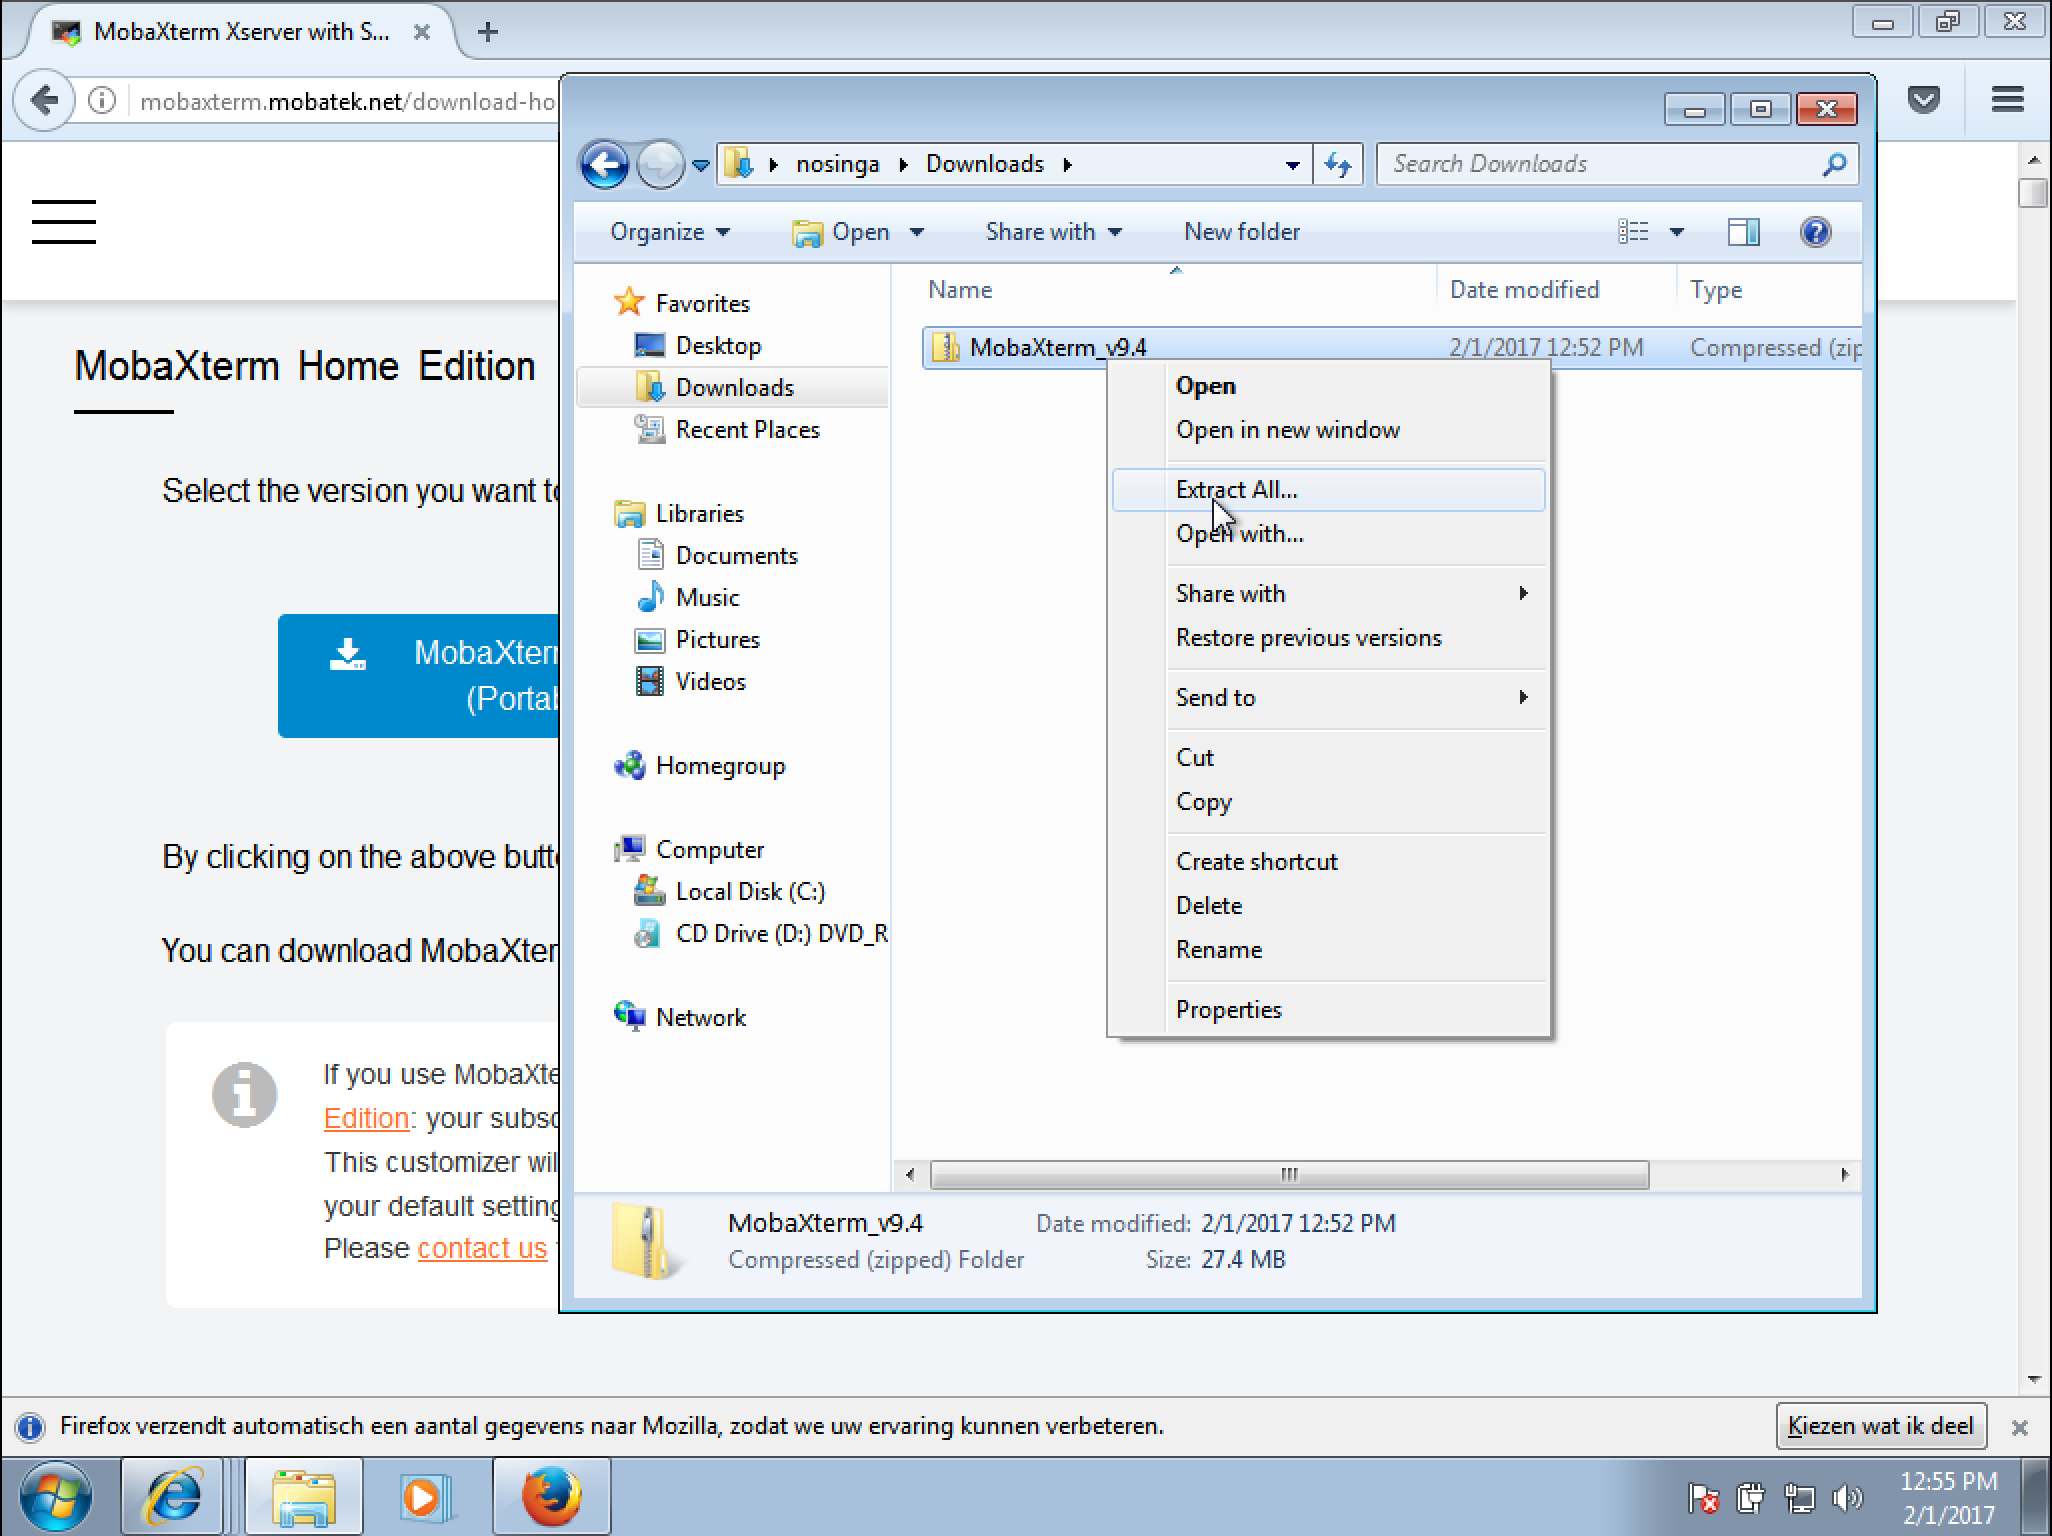 MobaXterm Xserver with S...
mobaxterm.mobatek.net/download-ho
MobaXterm Home Edition
Select the version you want to
MobaXterm
(Portab
By clicking on the above butt
You can download MobaXter
If you use MobaXte
Edition: your subsc
This customizer wil
your default setting
Please contact us
nosinga Downloads
Search Downloads
Organize Open Share with New folder
Favorites
Desktop
Downloads
Recent Places
Libraries
Documents
Music
Pictures
Videos
Homegroup
Computer
Local Disk (C:)
CD Drive (D:) DVD_R
Network
Name Date modified Type
MobaXterm_v9.4 2/1/2017 12:52 PM Compressed (zip
Open
Open in new window
Extract All...
Open with...
Share with
Restore previous versions
Send to
Cut
Copy
Create shortcut
Delete
Rename
Properties
MobaXterm_v9.4 Date modified: 2/1/2017 12:52 PM
Compressed (zipped) Folder Size: 27.4 MB
Firefox verzendt automatisch een aantal gegevens naar Mozilla, zodat we uw ervaring kunnen verbeteren.
Kiezen wat ik deel
12:55 PM
2/1/2017